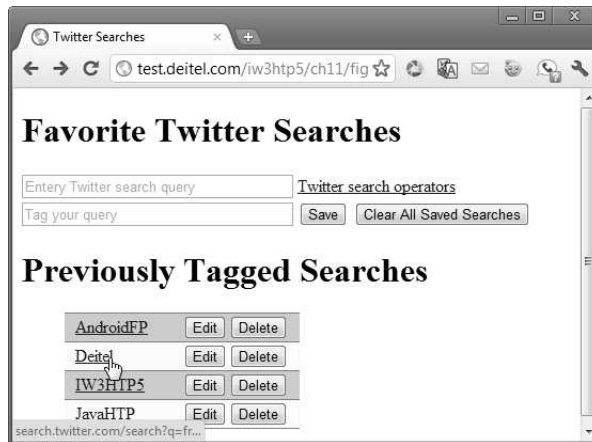 Twitter Searches
test.deitel.com/iw3htp5/ch11/fig
Favorite Twitter Searches
Entery Twitter search query Twitter search operators
Tag your query Save Clear All Saved Searches
Previously Tagged Searches
AndroidFP Edit Delete
Deitel Edit Delete
IW3HTP5 Edit Delete
JavaHTP Edit Delete
search.twitter.com/search?q=fr...